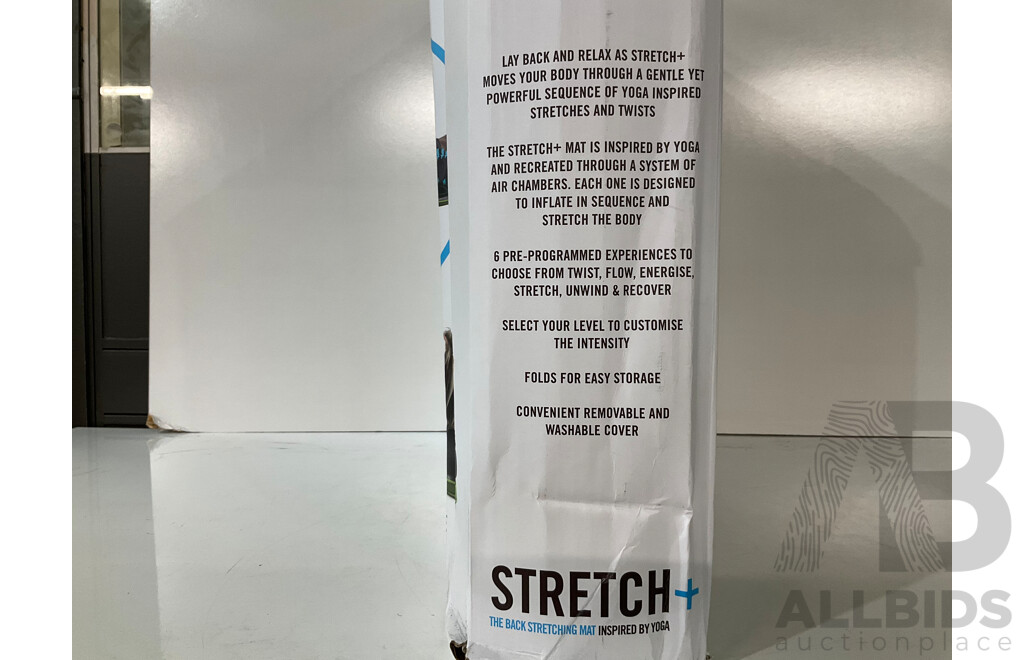 LAY BACK AND RELAX AS STRETCH+
MOVES YOUR BODY THROUGH A GENTLE YET
POWERFUL SEQUENCE OF YOGA INSPIRED
STRETCHES AND TWISTS
THE STRETCH+ MAT IS INSPIRED BY YOGA
AND RECREATED THROUGH A SYSTEM OF
AIR CHAMBERS. EACH ONE IS DESIGNED
TO INFLATE IN SEQUENCE AND
STRETCH THE BODY
6 PRE-PROGRAMMED EXPERIENCES TO
CHOOSE FROM TWIST, FLOW, ENERGISE,
STRETCH, UNWIND & RECOVER
SELECT YOUR LEVEL TO CUSTOMISE
THE INTENSITY
FOLDS FOR EASY STORAGE
CONVENIENT REMOVABLE AND
WASHABLE COVER
STRETCH+
THE BACK STRETCHING MAT INSPIRED BY YOGA
AB
ALLBIDS
auctionplace